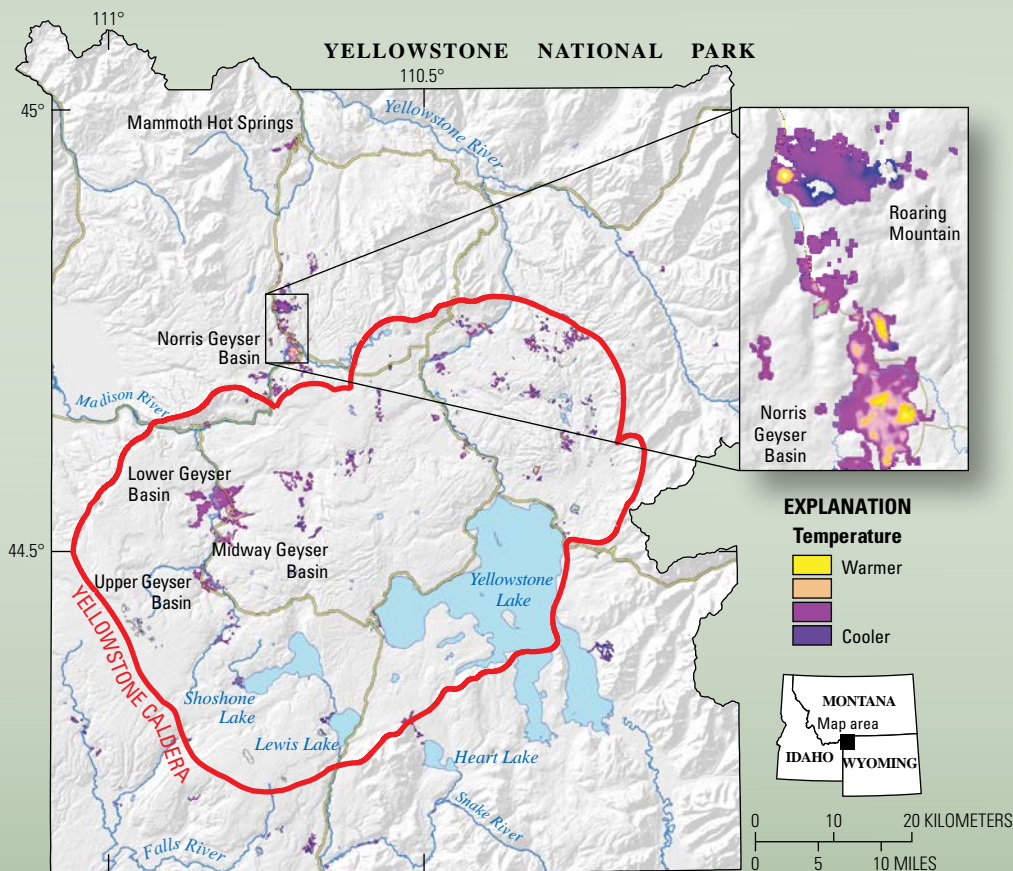 YELLOWSTONE NATIONAL PARK
111°
110.5°
45°
Yellowstone River
Mammoth Hot Springs
Roaring
Mountain
Norris Geyser
Basin
Madison River
Norris
Geyser
Basin
Lower Geyser
Basin
44.5°
Midway Geyser
Basin
Upper Geyser
Basin
Yellowstone
Lake
YELLOWSTONE CALDERA
Shoshone
Lake
Lewis Lake
Heart Lake
Snake River
Falls River
EXPLANATION
Temperature
Warmer
Cooler
MONTANA
Map area
IDAHO
WYOMING
0 10 20 KILOMETERS
0 5 10 MILES